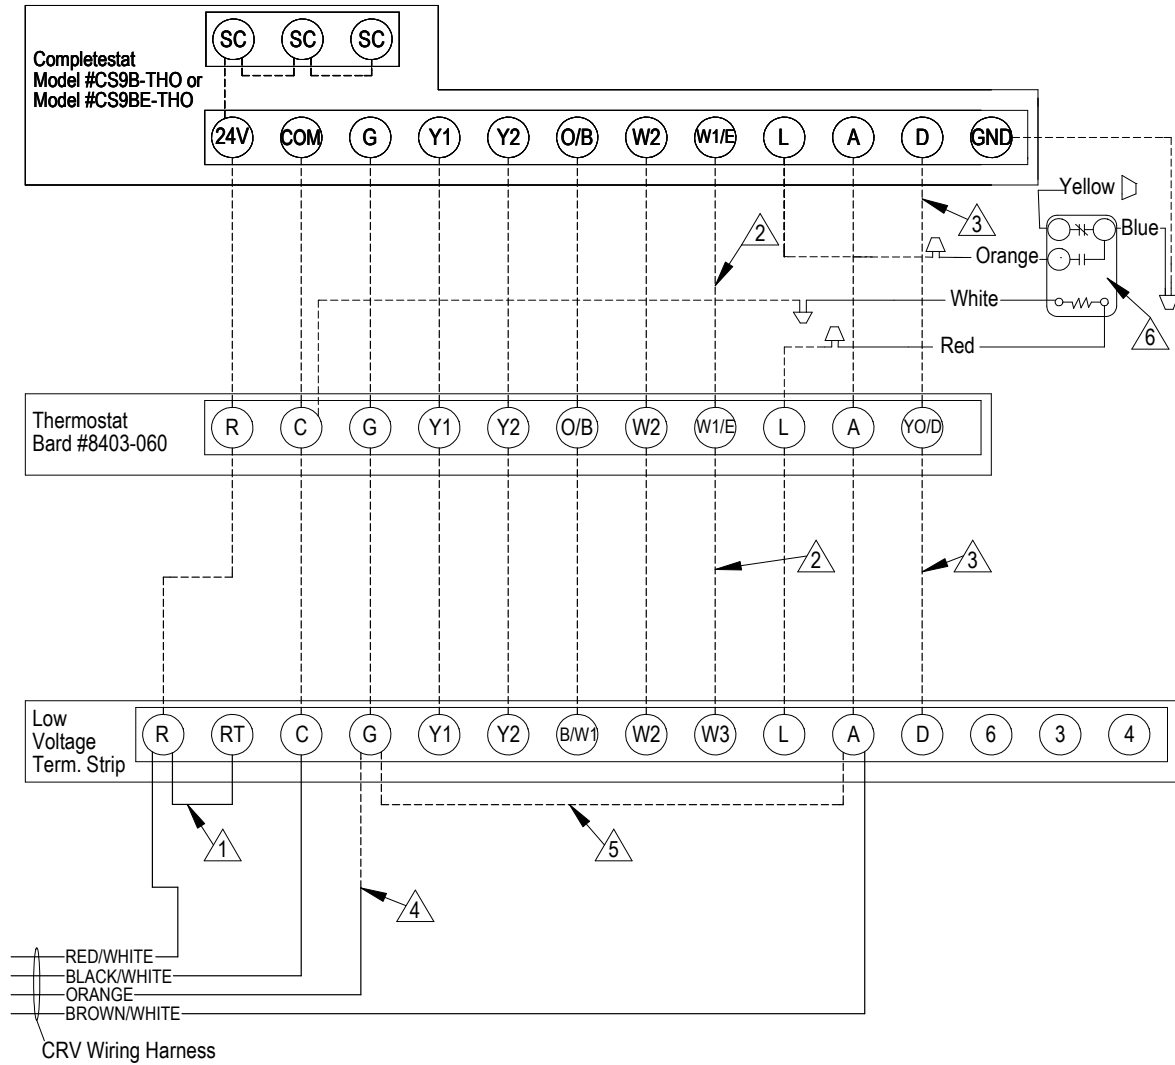 SC SC SC
Completestat
Model #CS9B-THO or
Model #CS9BE-THO
24V COM G Y1 Y2 O/B W2 W1/E L A D GND
Yellow
3
2
Blue
Orange
White
6
Red
Thermostat
Bard #8403-060
R C G Y1 Y2 O/B W2 W1/E L A YO/D
2 3
Low
Voltage
Term. Strip
R RT C G Y1 Y2 B/W1 W2 W3 L A D 6 3 4
1 5
4
RED/WHITE
BLACK/WHITE
ORANGE
BROWN/WHITE
CRV Wiring Harness